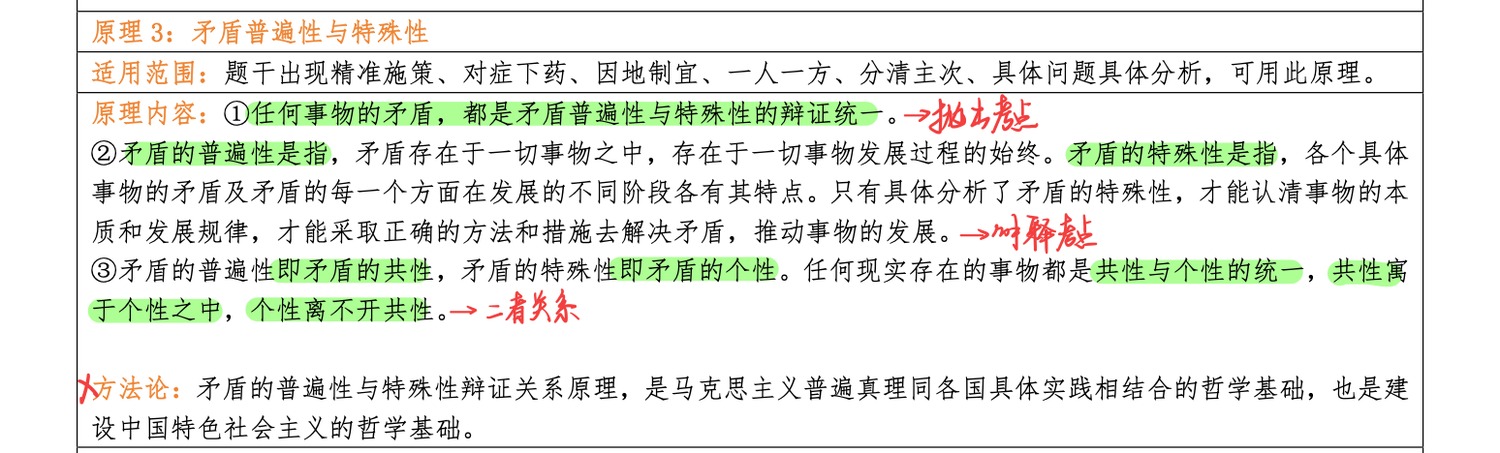 原理 3：矛盾普遍性与特殊性
适用范围：题干出现精准施策、对症下药、因地制宜、一人一方、分清主次、具体问题具体分析，可用此原理。
原理内容：①任何事物的矛盾，都是矛盾普遍性与特殊性的辩证统一。→抛出考点
②矛盾的普遍性是指，矛盾存在于一切事物之中，存在于一切事物发展过程的始终。矛盾的特殊性是指，各个具体
事物的矛盾及矛盾的每一个方面在发展的不同阶段各有其特点。只有具体分析了矛盾的特殊性，才能认清事物的本
质和发展规律，才能采取正确的方法和措施去解决矛盾，推动事物的发展。→解释考点
③矛盾的普遍性即矛盾的共性，矛盾的特殊性即矛盾的个性。任何现实存在的事物都是共性与个性的统一，共性寓
于个性之中，个性离不开共性。→二者关系
方法论：矛盾的普遍性与特殊性辩证关系原理，是马克思主义普遍真理同各国具体实践相结合的哲学基础，也是建
设中国特色社会主义的哲学基础。